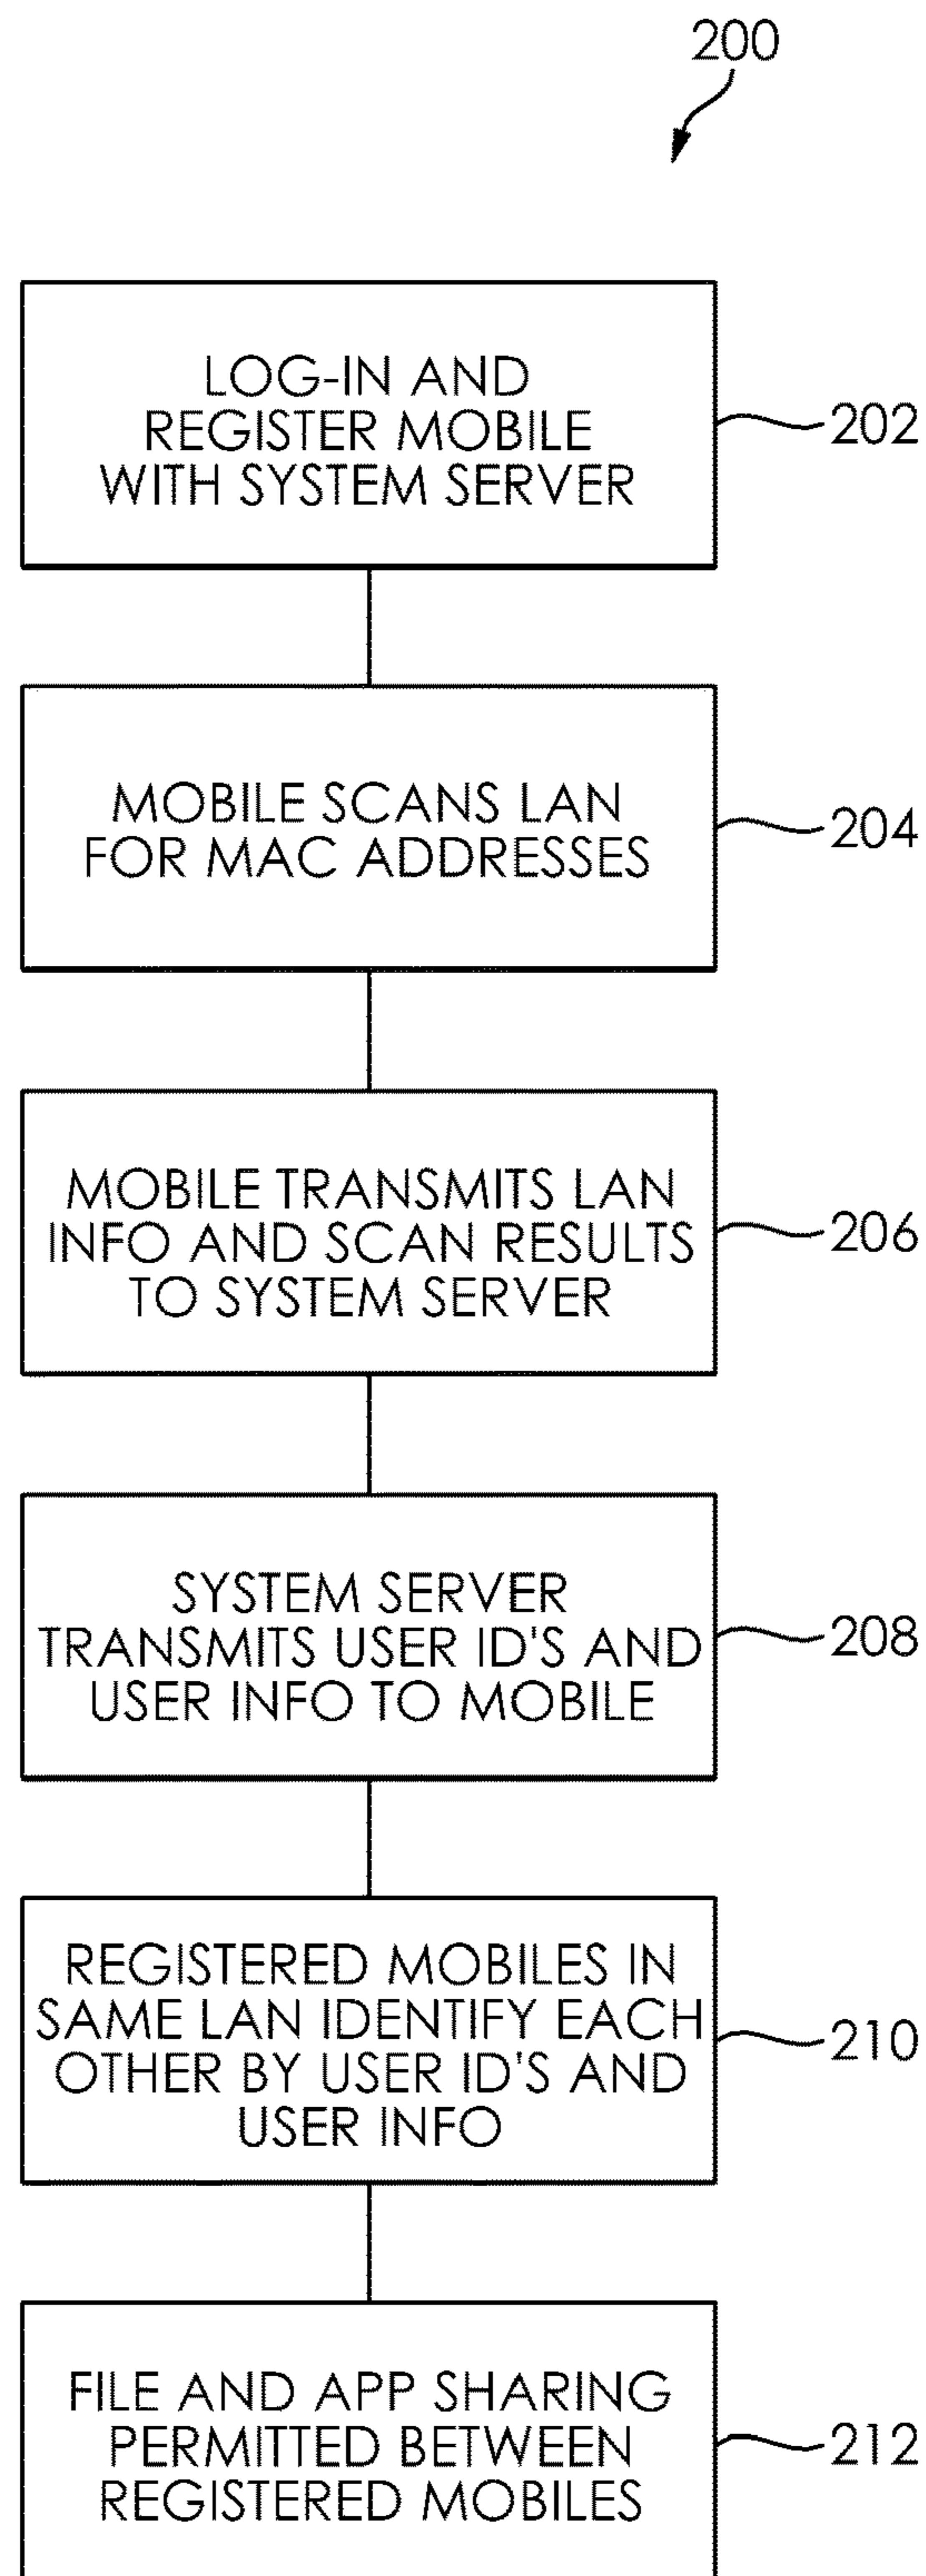 200
LOG-IN AND
REGISTER MOBILE
WITH SYSTEM SERVER
202
MOBILE SCANS LAN
FOR MAC ADDRESSES
204
MOBILE TRANSMITS LAN
INFO AND SCAN RESULTS
TO SYSTEM SERVER
206
SYSTEM SERVER
TRANSMITS USER ID'S AND
USER INFO TO MOBILE
208
REGISTERED MOBILES IN
SAME LAN IDENTIFY EACH
OTHER BY USER ID'S AND
USER INFO
210
FILE AND APP SHARING
PERMITTED BETWEEN
REGISTERED MOBILES
212